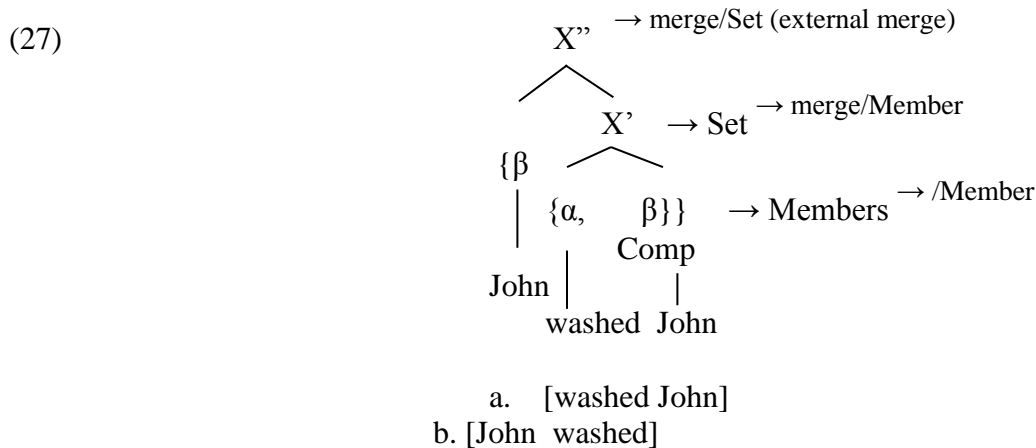 (27)
X” → merge/Set (external merge)
X’ → Set → merge/Member
{β
{α, β}} → Members → /Member
Comp
John
washed John
a. [washed John]
b. [John washed]